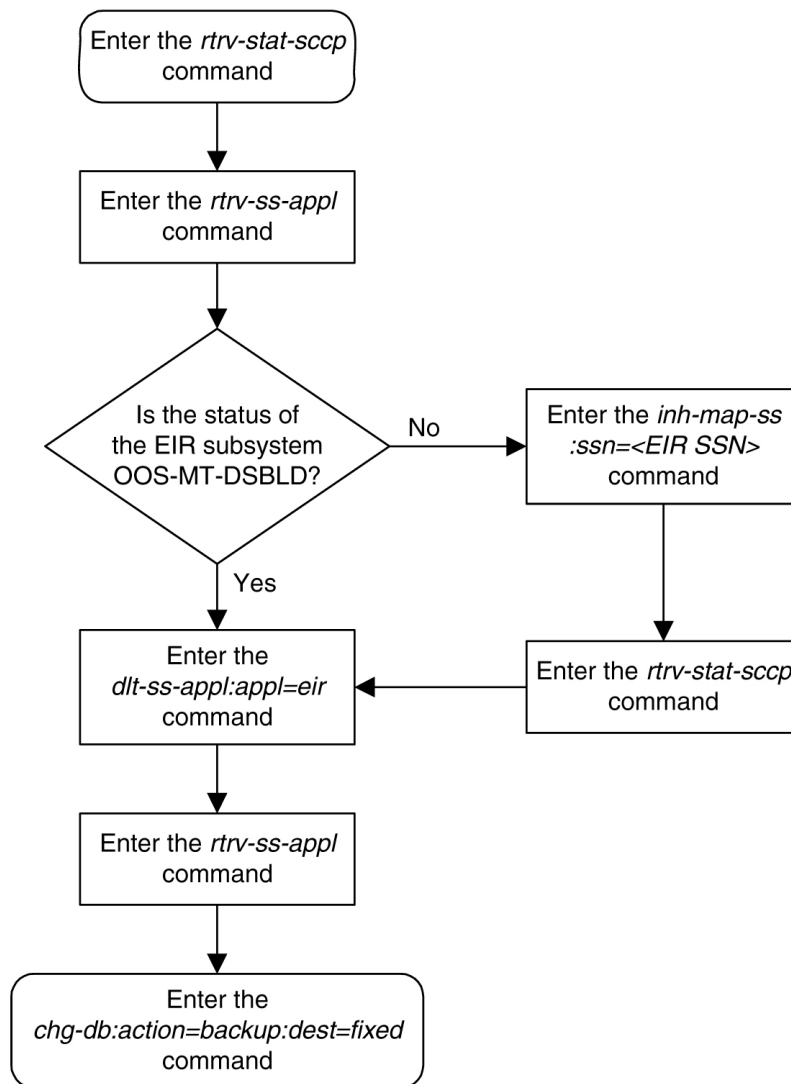 Enter the rtrv-stat-sccp
command
Enter the rtrv-ss-appl
command
Is the status of
the EIR subsystem
OOS-MT-DSBLD?
No
Enter the inh-map-ss
:ssn=<EIR SSN>
command
Yes
Enter the
dlt-ss-appl:appl=eir
command
Enter the rtrv-stat-sccp
command
Enter the rtrv-ss-appl
command
Enter the
chg-db:action=backup:dest=fixed
command